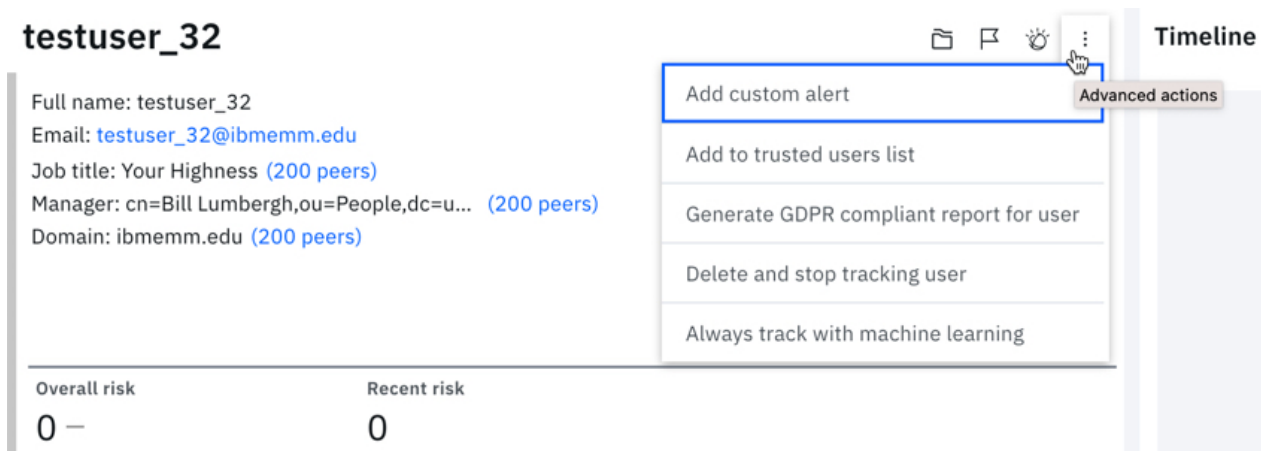 testuser_32
Timeline
Advanced actions
Full name: testuser_32
Email: testuser_32@ibmemm.edu
Job title: Your Highness (200 peers)
Manager: cn=Bill Lumbergh,ou=People,dc=u... (200 peers)
Domain: ibmemm.edu (200 peers)
Add custom alert
Add to trusted users list
Generate GDPR compliant report for user
Delete and stop tracking user
Always track with machine learning
Overall risk
0 –
Recent risk
0